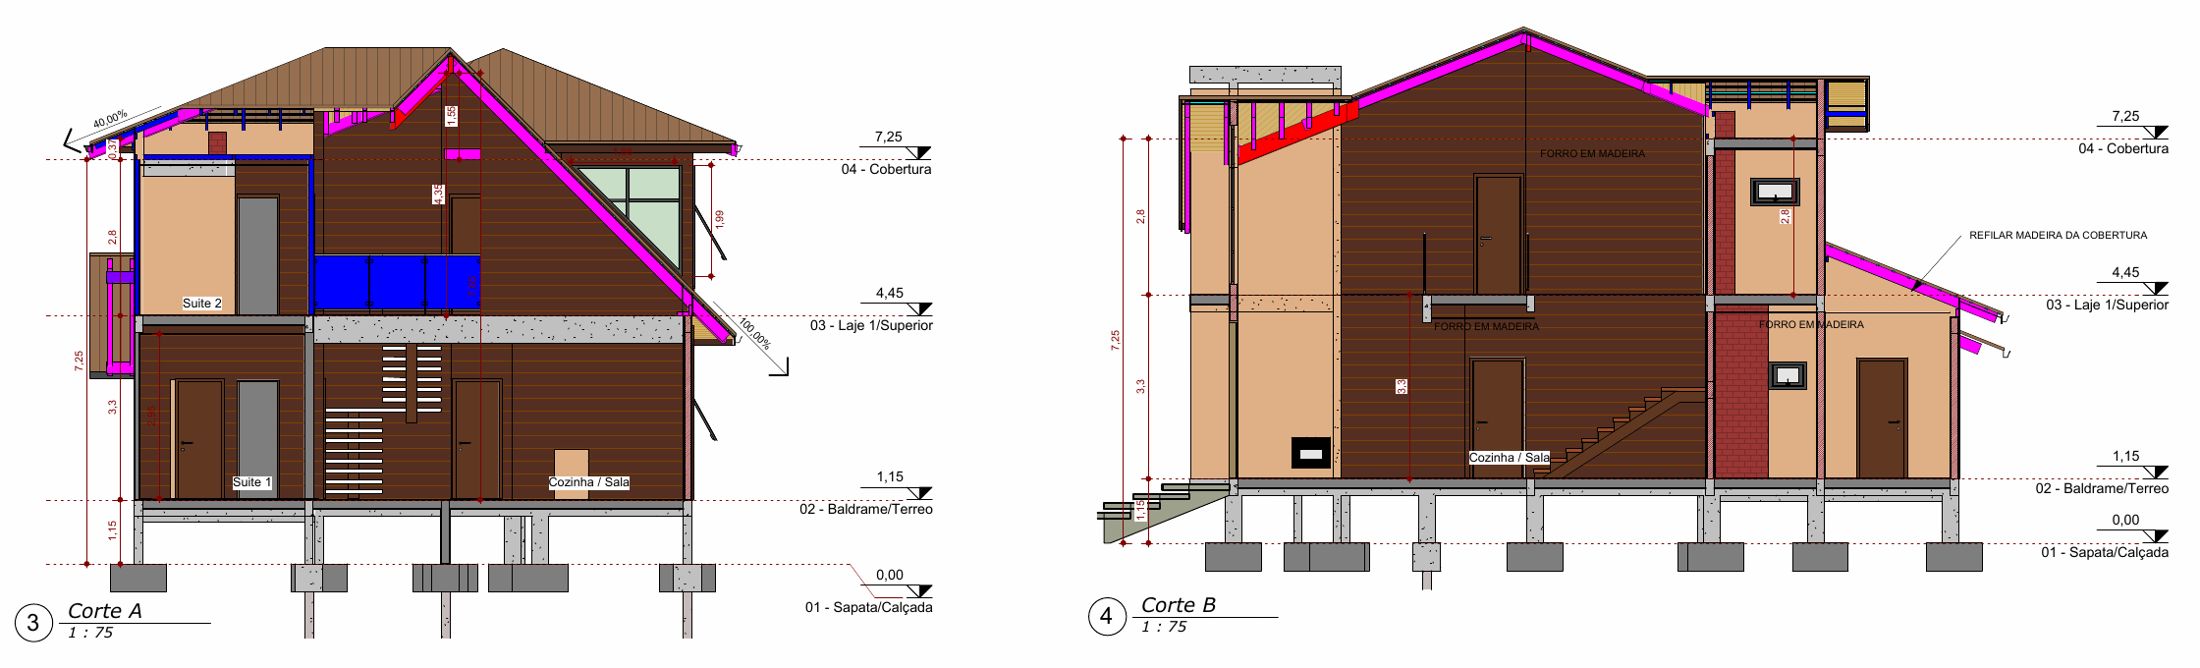 40,00%
0,37
1,55
4,35
1,99
2,8
7,25
3,3
1,15
Suite 2
Suite 1
Cozinha / Sala
100,00%
7,25
04 - Cobertura
4,45
03 - Laje 1/Superior
1,15
02 - Baldrame/Terreo
0,00
01 - Sapata/Calçada
3
Corte A
1 : 75
FORRO EM MADEIRA
2,8
2,8
7,25
REFILAR MADEIRA DA COBERTURA
FORRO EM MADEIRA
FORRO EM MADEIRA
3,3
3,3
Cozinha / Sala
1,15
7,25
04 - Cobertura
4,45
03 - Laje 1/Superior
1,15
02 - Baldrame/Terreo
0,00
01 - Sapata/Calçada
4
Corte B
1 : 75